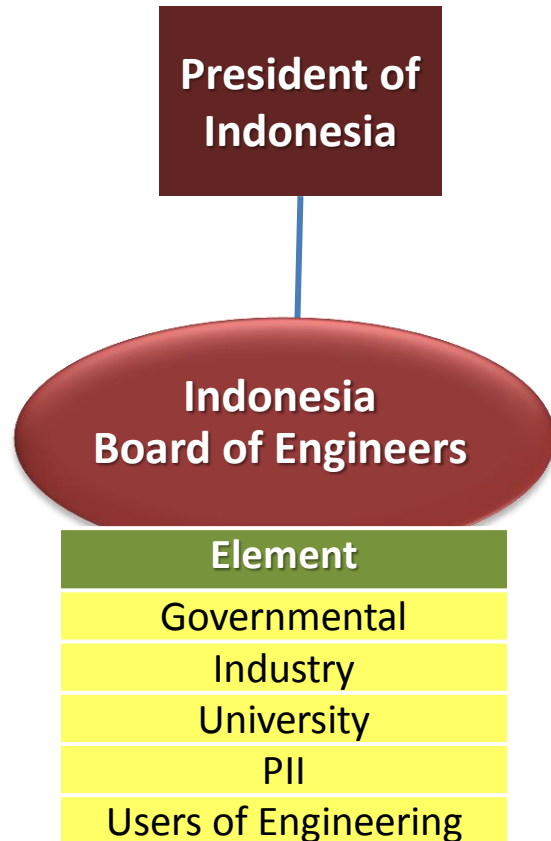 President of
Indonesia
Indonesia
Board of Engineers
Element
Governmental
Industry
University
PII
Users of Engineering